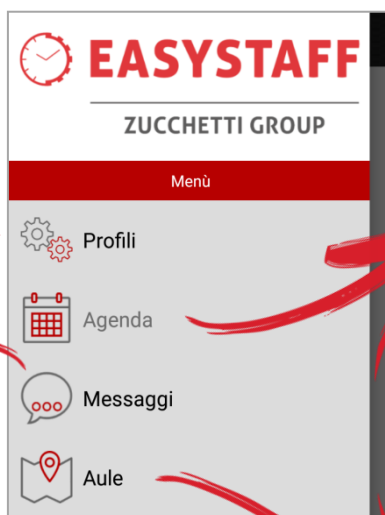 EASYSTAFF
ZUCCHETTI GROUP
Menù
Profili
Agenda
Messaggi
Aule